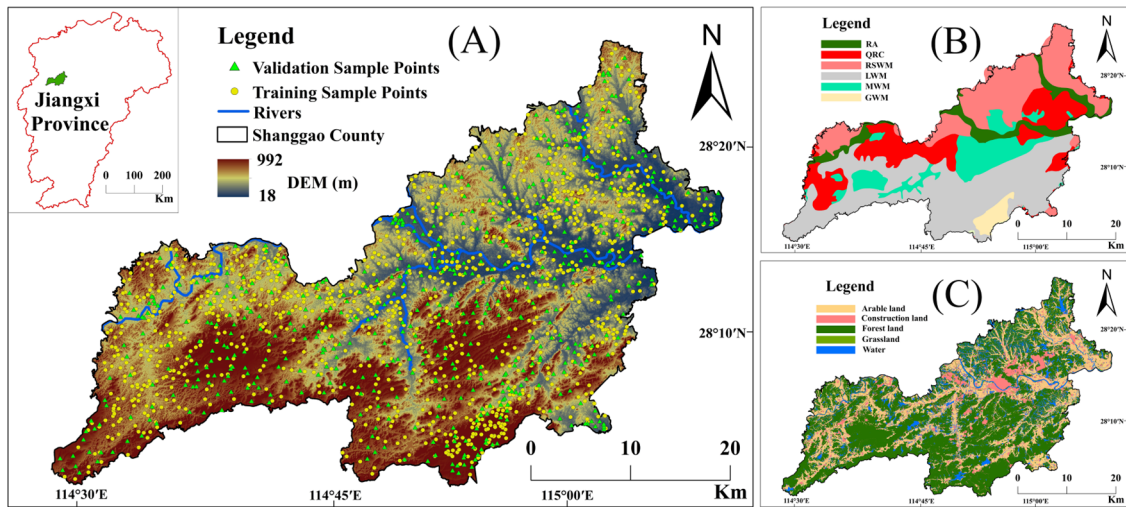 Jiangxi
Province
0 100 200
Km
Legend
Validation Sample Points
Training Sample Points
Rivers
Shanggao County
992
DEM (m)
18
(A)
N
28°20′N
28°10′N
0 10 20
Km
114°30′E
114°45′E
115°00′E
Legend
RA
QRC
RSWM
LWM
MWM
GWM
(B)
N
28°20′N
28°10′N
0 10 20
Km
114°30′E
114°45′E
115°00′E
Legend
Arable land
Construction land
Forest land
Grassland
Water
(C)
N
28°20′N
28°10′N
0 10 20
Km
114°30′E
114°45′E
115°00′E